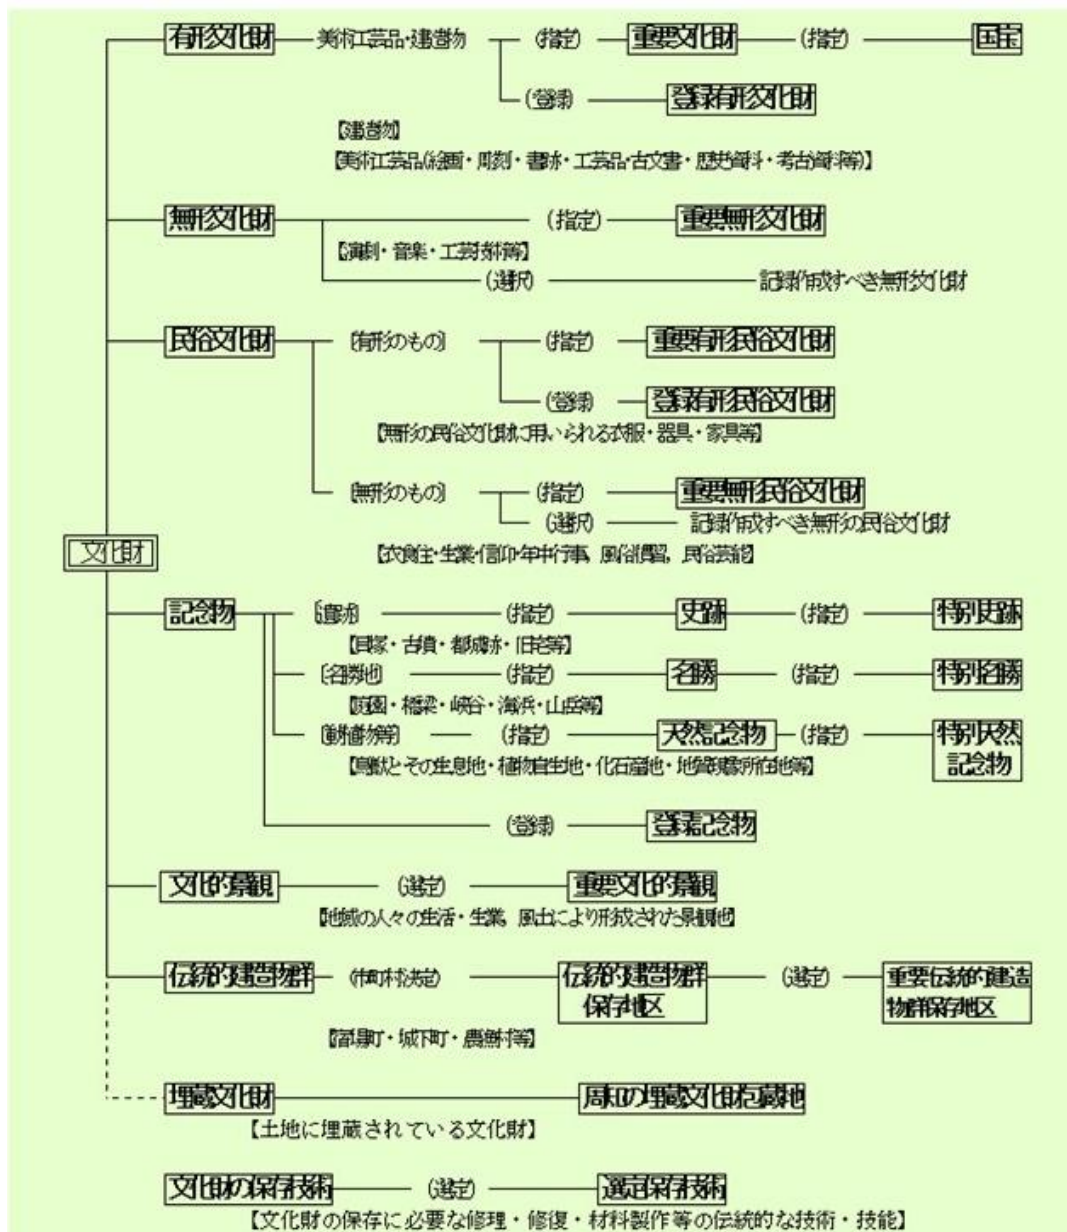 有形文化財 美術工芸品・建造物 (指定) 重要文化財 (指定) 国宝
(登録) 登録有形文化財
【建造物】
【美術工芸品(絵画・彫刻・書跡・工芸品・古文書・歴史資料・考古資料等)】
無形文化財 (指定) 重要無形文化財
【演劇・音楽・工芸技術等】
(選択) 記録作成すべき無形文化財
民俗文化財 [有形のもの] (指定) 重要有形民俗文化財
(登録) 登録有形民俗文化財
【無形の民俗文化財に用いられる衣服・器具・家具等】
[無形のもの] (指定) 重要無形民俗文化財
(選択) 記録作成すべき無形の民俗文化財
文化財
【衣食住・生業・信仰・年中行事, 風俗慣習, 民俗芸能】
記念物 [遺跡] (指定) 史跡 (指定) 特別史跡
【貝塚・古墳・都城跡・旧宅等】
[名勝地] (指定) 名勝 (指定) 特別名勝
【庭園・橋梁・峡谷・海浜・山岳等】
[動植物等] (指定) 天然記念物 (指定) 特別天然
記念物
【鳥獣とその生息地・植物自生地・化石産地・地質現象所在地等】
(登録) 登録記念物
文化的景観 (選定) 重要文化的景観
【地域の人々の生活・生業, 風土により形成された景観地】
伝統的建造物群 (市町村決定) 伝統的建造物群 (選定) 重要伝統的建造
保存地区 物群保存地区
【宿場町・城下町・農漁村等】
埋蔵文化財 周知の埋蔵文化財包蔵地
【土地に埋蔵されている文化財】
文化財の保存技術 (選定) 選定保存技術
【文化財の保存に必要な修理・修復・材料製作等の伝統的な技術・技能】